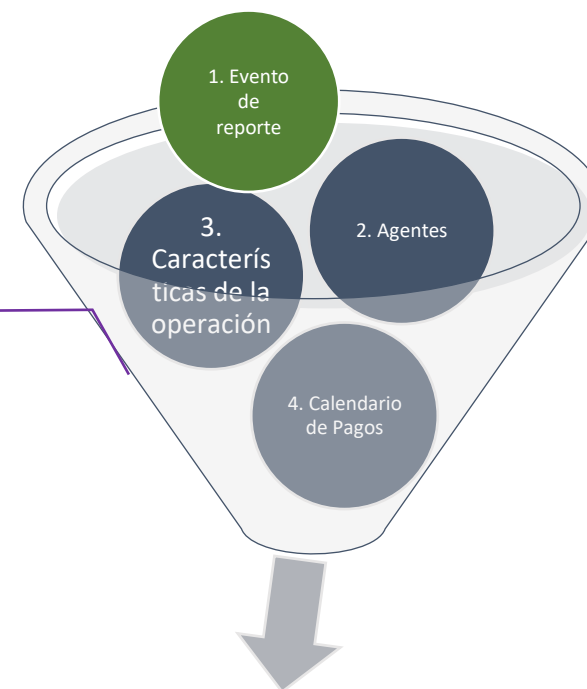 1. Evento
de
reporte
2. Agentes
3.
Caracterís
ticas de la
operación
4. Calendario
de Pagos